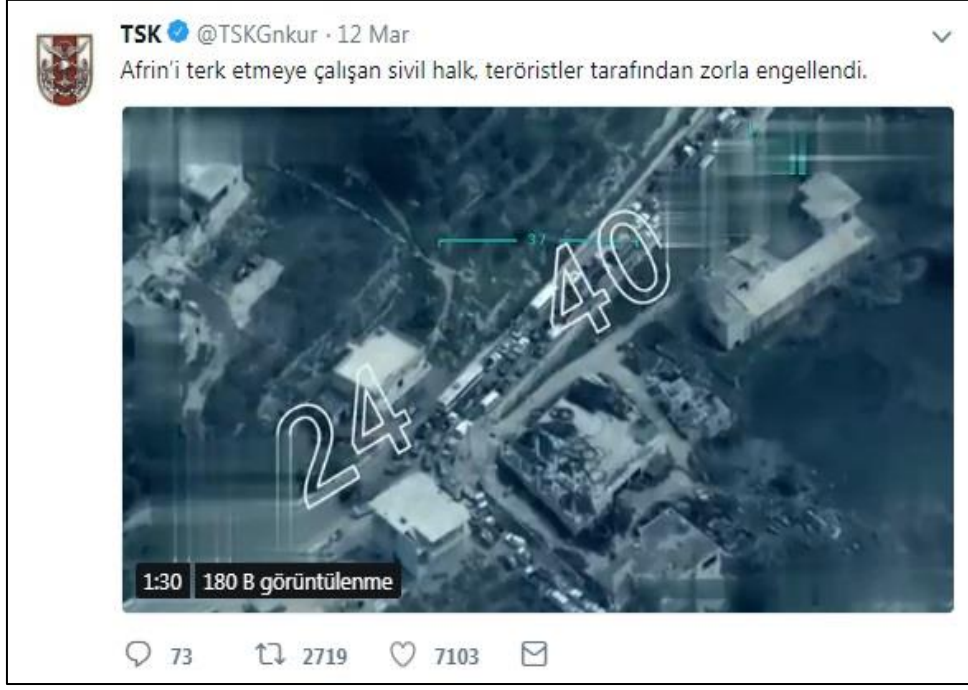 TSK @TSKGnkur · 12 Mar
Afrin'i terk etmeye çalışan sivil halk, teröristler tarafından zorla engellendi.
37
40
24
1:30 180 B görüntülenme
73 2719 7103